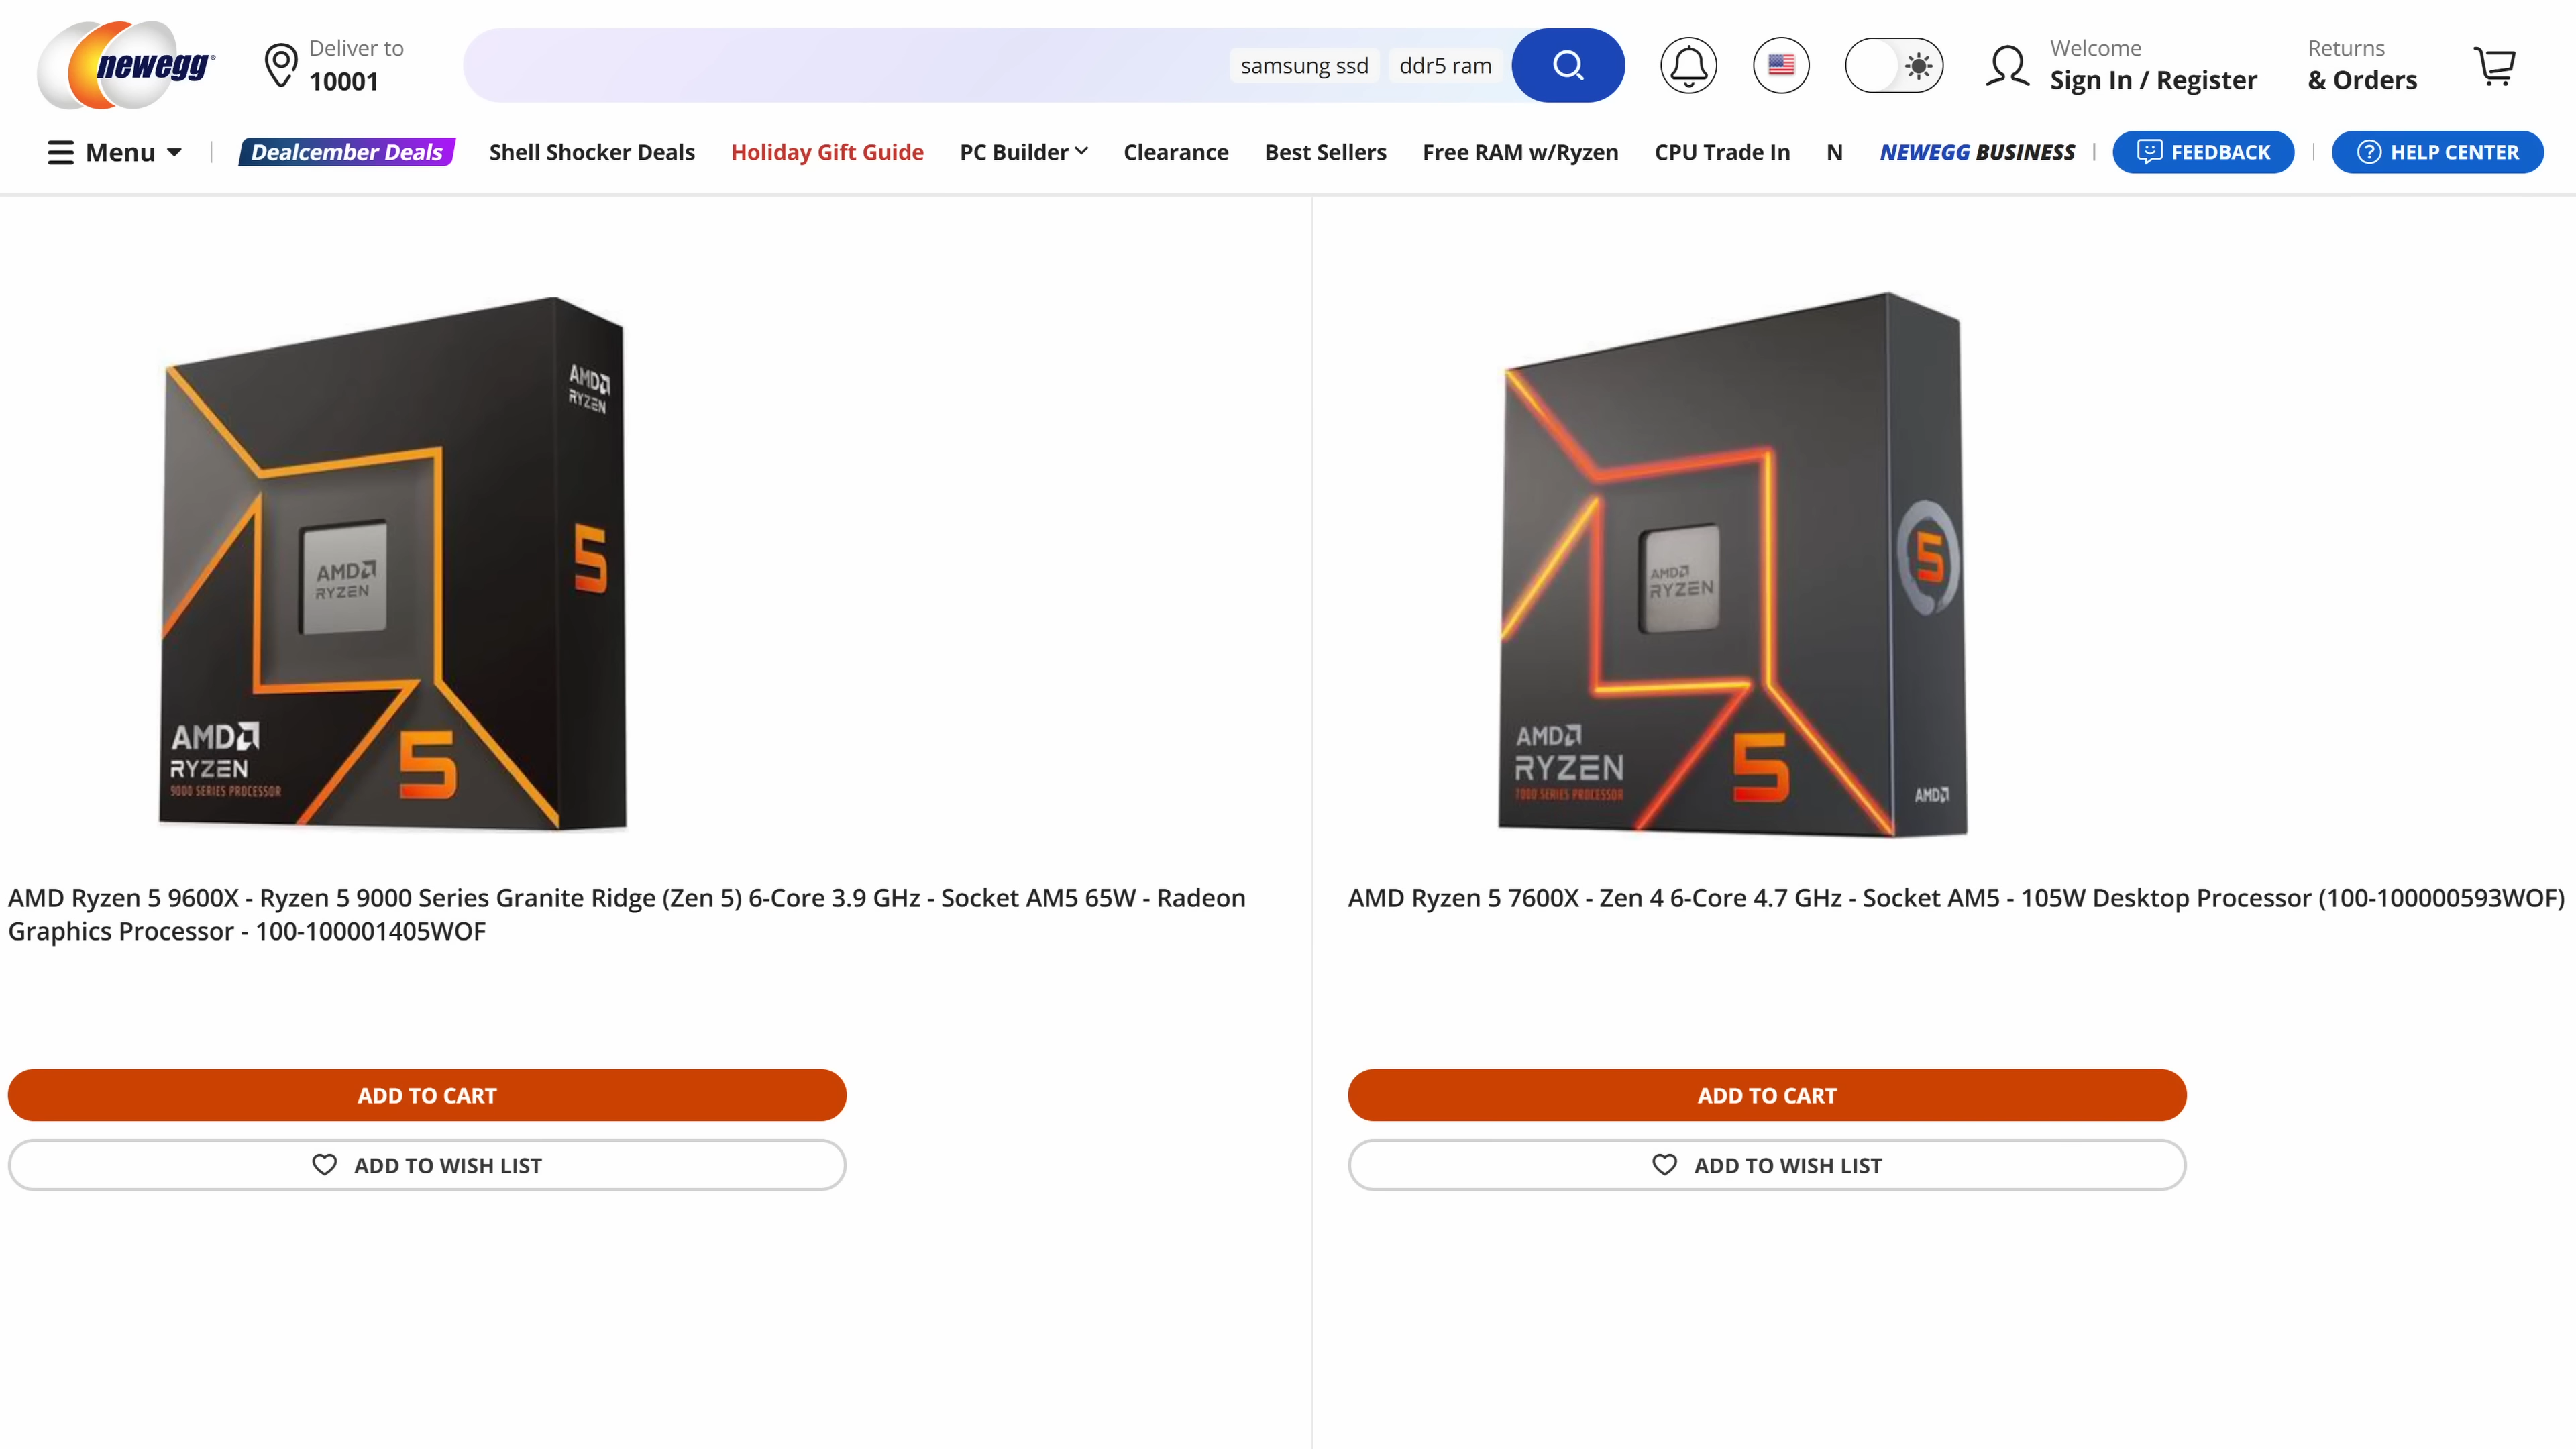 newegg
Deliver to
10001
samsung ssd
ddr5 ram
Welcome
Sign In / Register
Returns
& Orders
Menu
Dealcember Deals
Shell Shocker Deals
Holiday Gift Guide
PC Builder
Clearance
Best Sellers
Free RAM w/Ryzen
CPU Trade In
N
NEWEGG BUSINESS
FEEDBACK
HELP CENTER
AMD
RYZEN
5
AMD
RYZEN
AMD
RYZEN
9000 SERIES PROCESSOR
5
AMD
RYZEN
5
AMD
RYZEN
7000 SERIES PROCESSOR
5
AMD
AMD Ryzen 5 9600X - Ryzen 5 9000 Series Granite Ridge (Zen 5) 6-Core 3.9 GHz - Socket AM5 65W - Radeon
Graphics Processor - 100-100001405WOF
AMD Ryzen 5 7600X - Zen 4 6-Core 4.7 GHz - Socket AM5 - 105W Desktop Processor (100-100000593WOF)
ADD TO CART
ADD TO WISH LIST
ADD TO CART
ADD TO WISH LIST